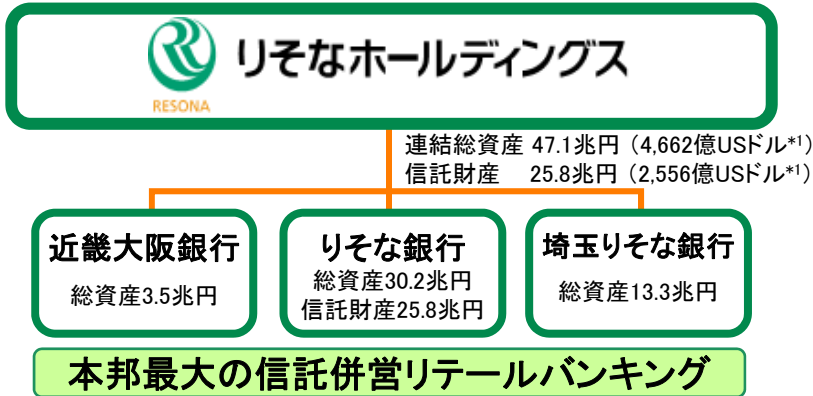 りそなホールディングス
RESONA
連結総資産 47.1兆円（4,662億USドル*1）
信託財産 25.8兆円（2,556億USドル*1）
近畿大阪銀行
総資産3.5兆円
りそな銀行
総資産30.2兆円
信託財産25.8兆円
埼玉りそな銀行
総資産13.3兆円
本邦最大の信託併営リテールバンキング